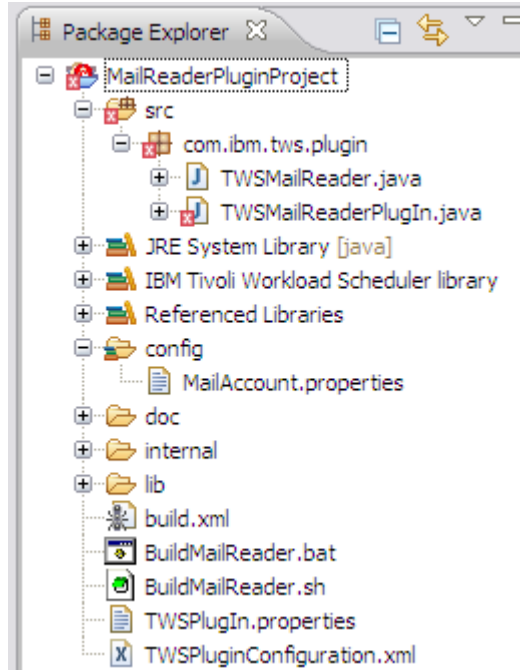 Package Explorer
MailReaderPluginProject
src
com.ibm.tws.plugin
TWSMailReader.java
TWSMailReaderPlugIn.java
JRE System Library [java]
IBM Tivoli Workload Scheduler library
Referenced Libraries
config
MailAccount.properties
doc
internal
lib
build.xml
BuildMailReader.bat
BuildMailReader.sh
TWSPlugIn.properties
TWSPluginConfiguration.xml